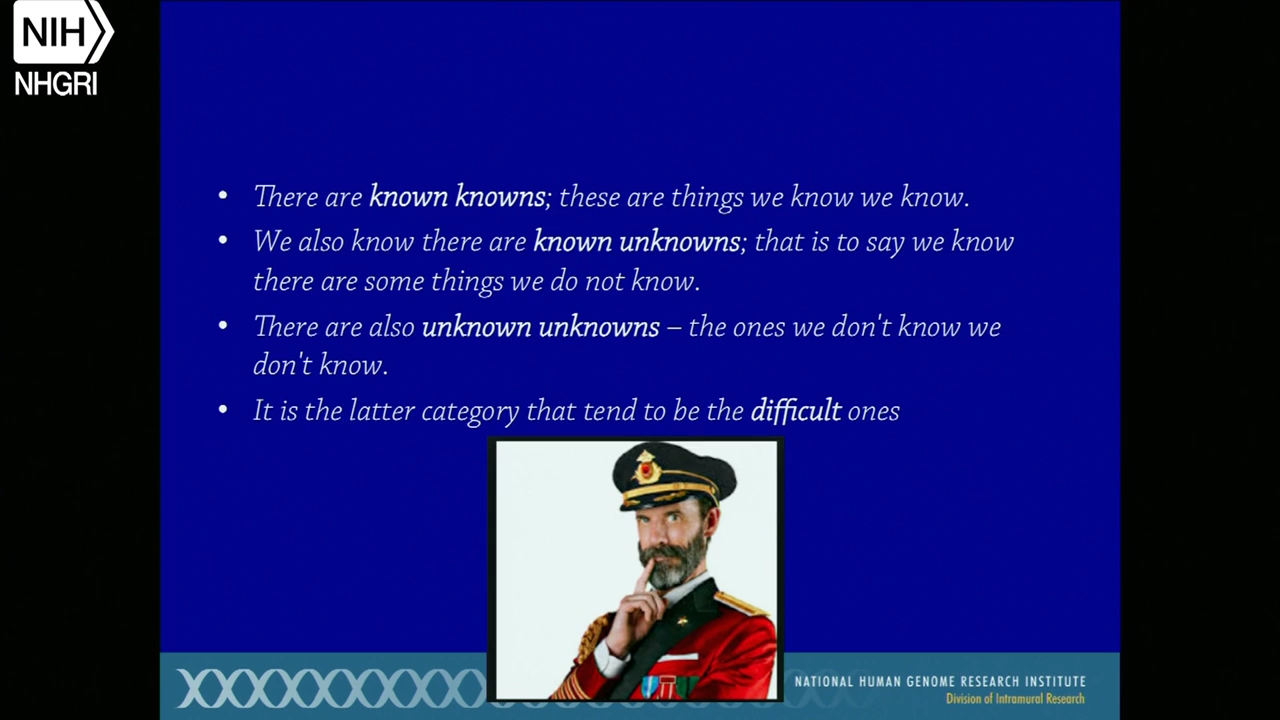 NIH
NHGRI
• There are known knowns; these are things we know we know.
• We also know there are known unknowns; that is to say we know
there are some things we do not know.
• There are also unknown unknowns – the ones we don't know we
don't know.
• It is the latter category that tend to be the difficult ones
NATIONAL HUMAN GENOME RESEARCH INSTITUTE
Division of Intramural Research